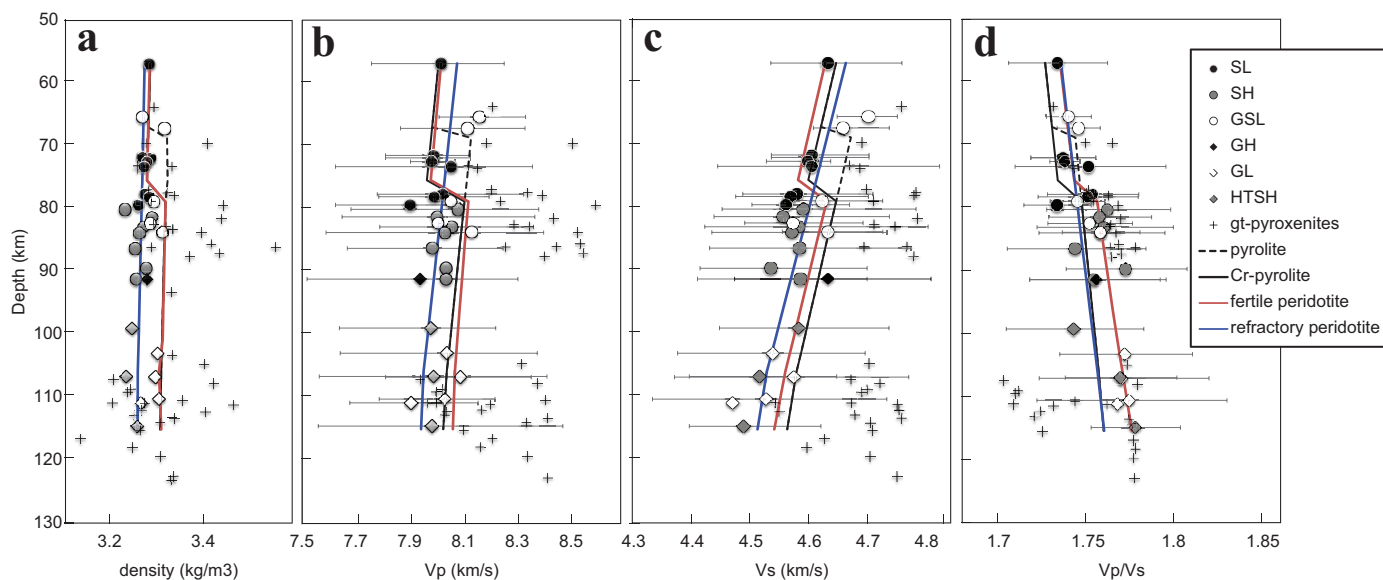 a
b
c
d
50
60
70
80
90
100
110
120
130
Depth (km)
3.2
3.4
density (kg/m3)
7.5
7.7
7.9
8.1
8.3
8.5
Vp (km/s)
4.3
4.4
4.5
4.6
4.7
4.8
Vs (km/s)
1.7
1.75
1.8
1.85
Vp/Vs
SL
SH
GSL
GH
GL
HTSH
gt-pyroxenites
pyrolite
Cr-pyrolite
fertile peridotite
refractory peridotite